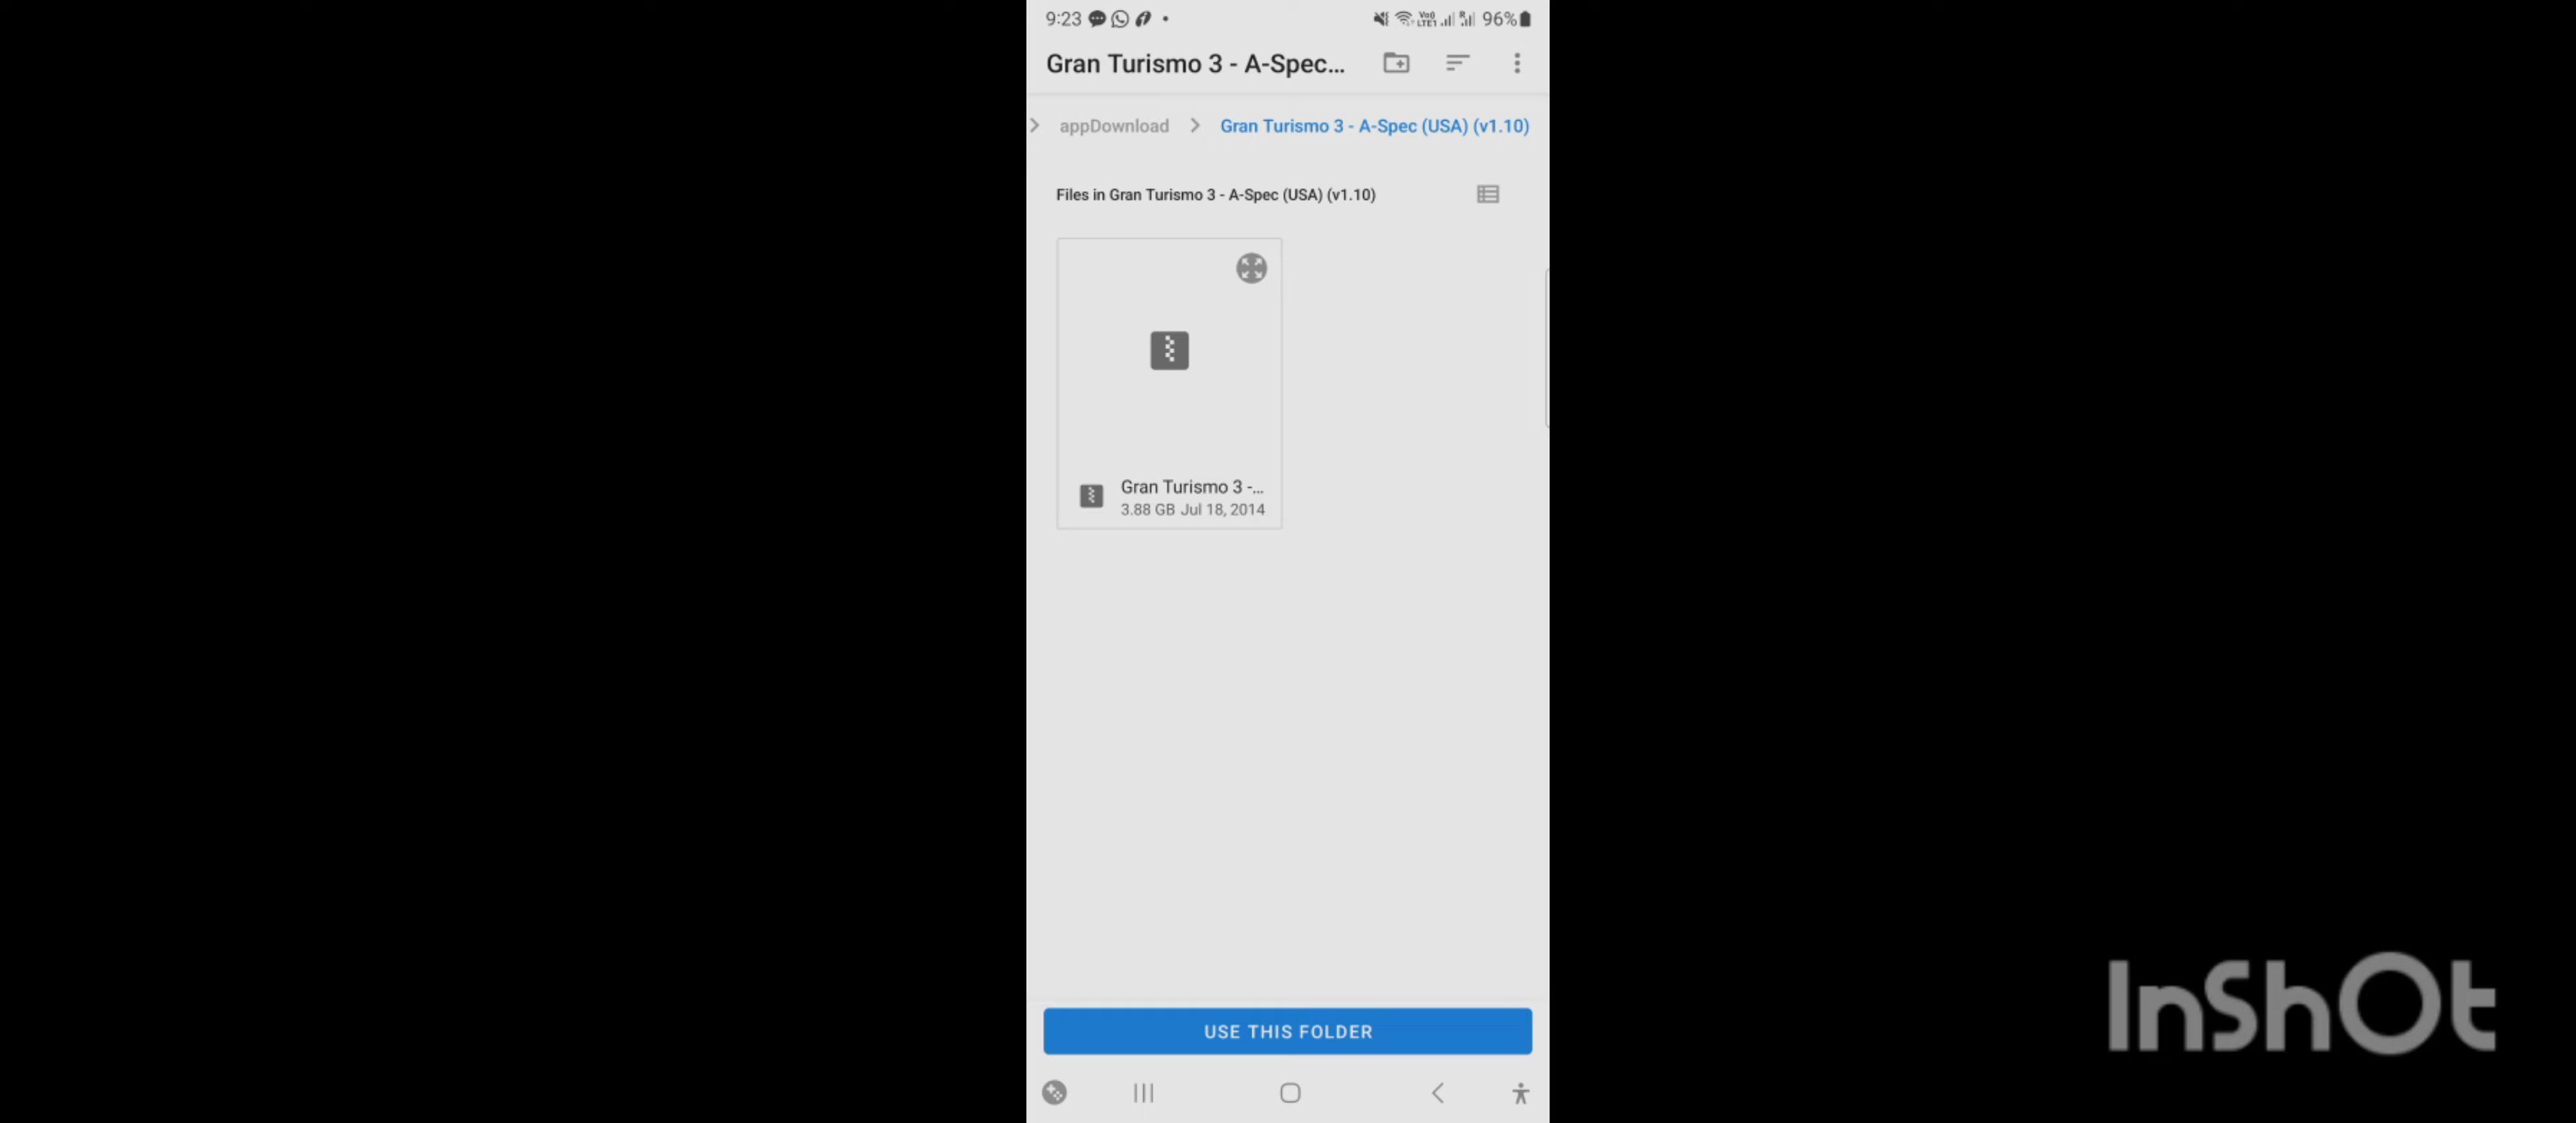 9:23 96%
Gran Turismo 3 - A-Spec...
appDownload Gran Turismo 3 - A-Spec (USA) (v1.10)
Files in Gran Turismo 3 - A-Spec (USA) (v1.10)
Gran Turismo 3 -...
3.88 GB Jul 18, 2014
USE THIS FOLDER
InShOt